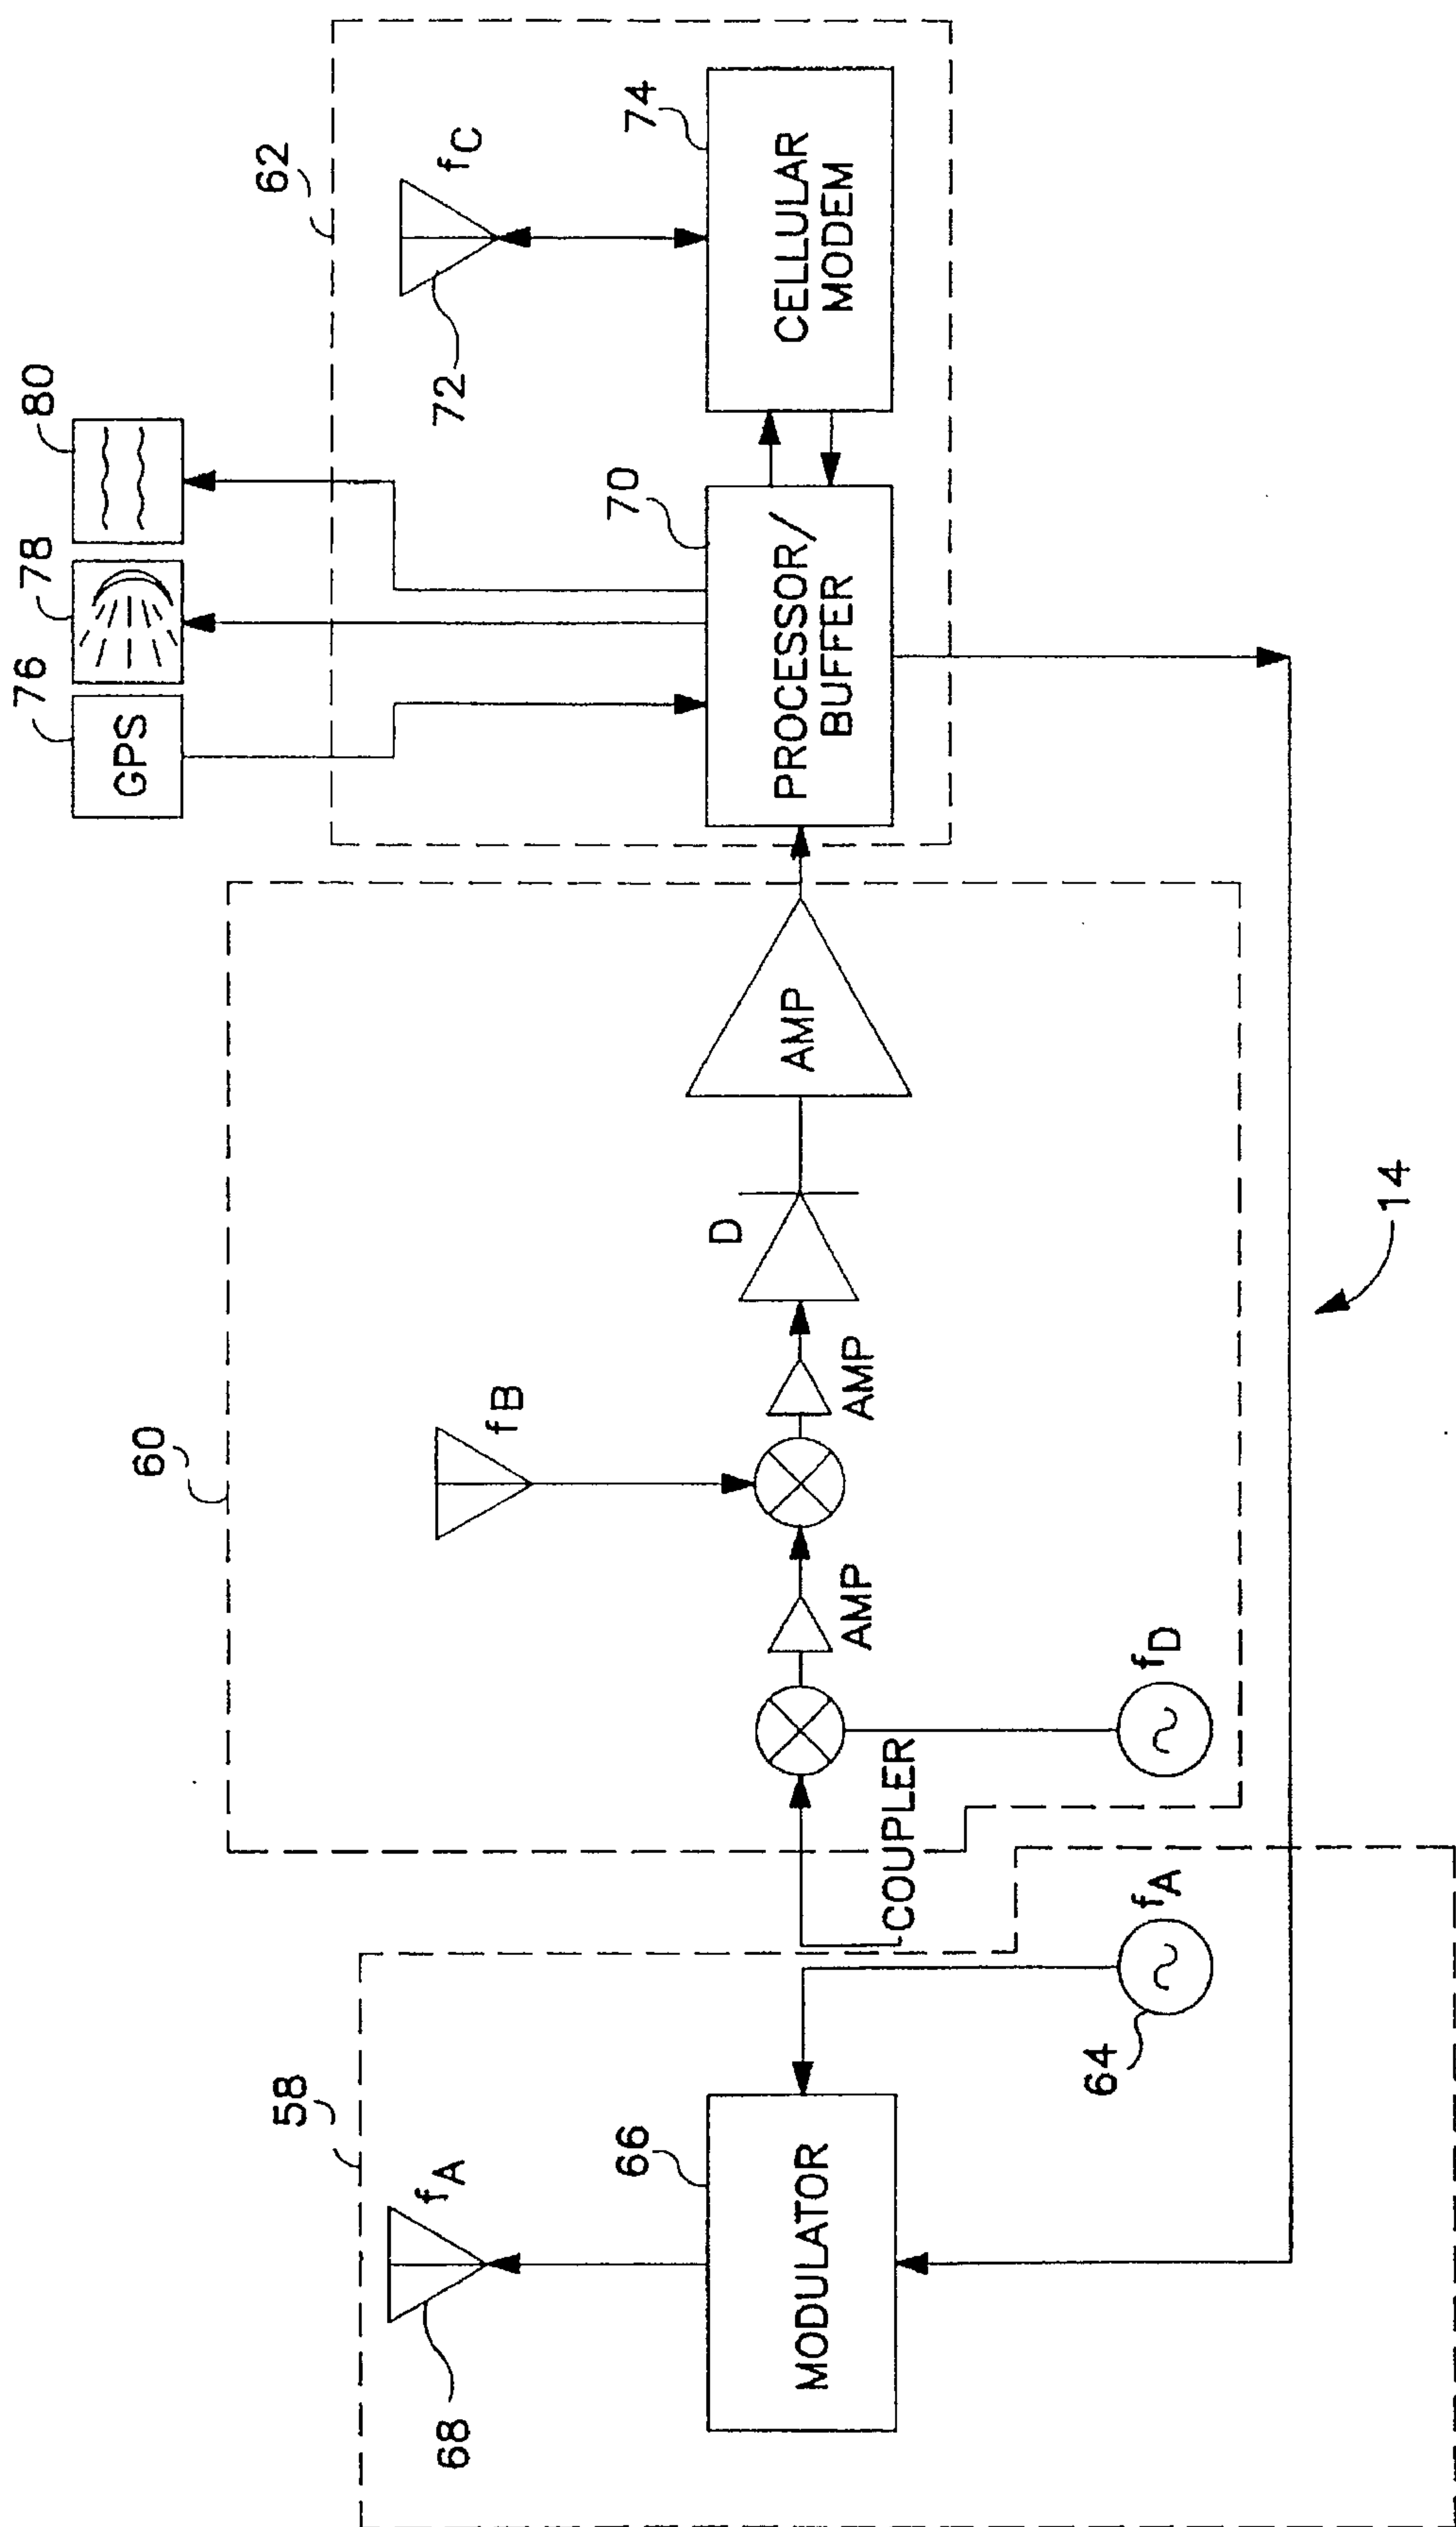 58
68
fA
66
MODULATOR
64
fA
COUPLER
60
fB
fD
AMP
AMP
D
AMP
14
76
GPS
78
80
62
72
fC
70
PROCESSOR/
BUFFER
74
CELLULAR
MODEM